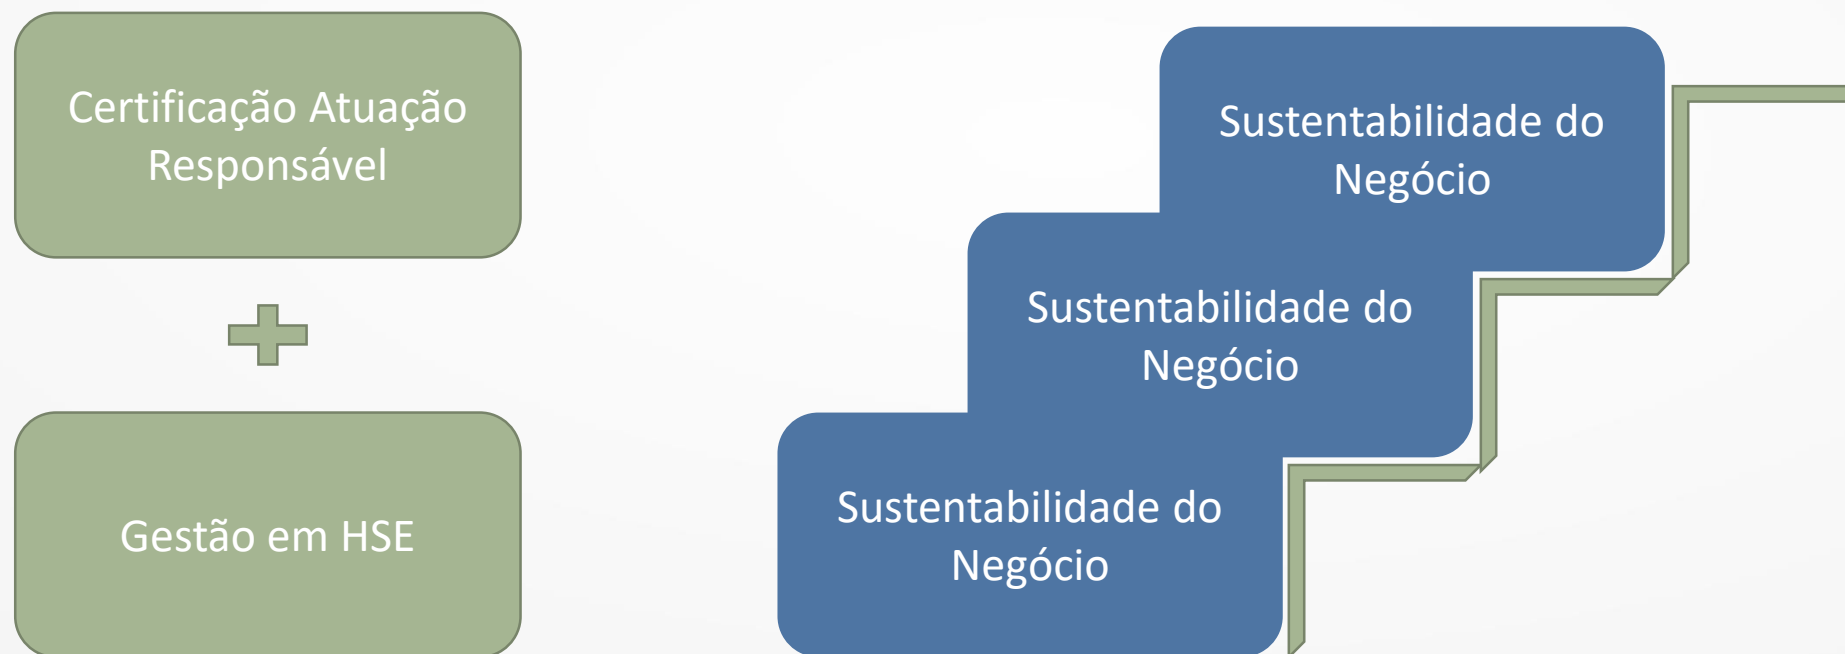 Certificação Atuação
Responsável
Gestão em HSE
Sustentabilidade do
Negócio
Sustentabilidade do
Negócio
Sustentabilidade do
Negócio